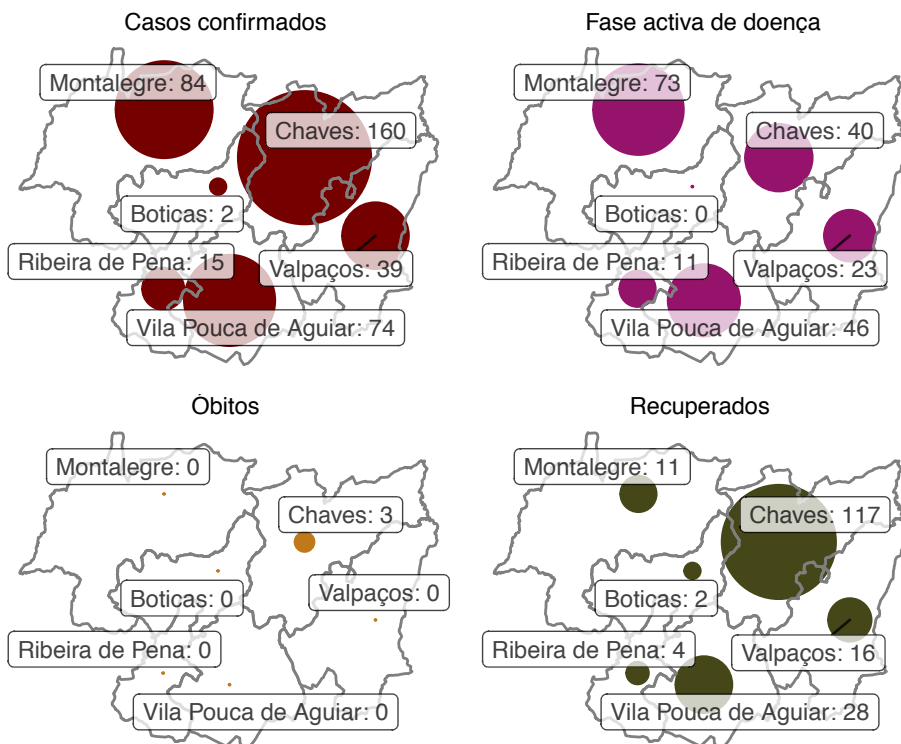 Casos confirmados
Montalegre: 84
Chaves: 160
Boticas: 2
Ribeira de Pena: 15
Valpaços: 39
Vila Pouca de Aguiar: 74
Fase activa de doença
Montalegre: 73
Chaves: 40
Boticas: 0
Ribeira de Pena: 11
Valpaços: 23
Vila Pouca de Aguiar: 46
Óbitos
Montalegre: 0
Chaves: 3
Boticas: 0
Valpaços: 0
Ribeira de Pena: 0
Vila Pouca de Aguiar: 0
Recuperados
Montalegre: 11
Chaves: 117
Boticas: 2
Ribeira de Pena: 4
Valpaços: 16
Vila Pouca de Aguiar: 28